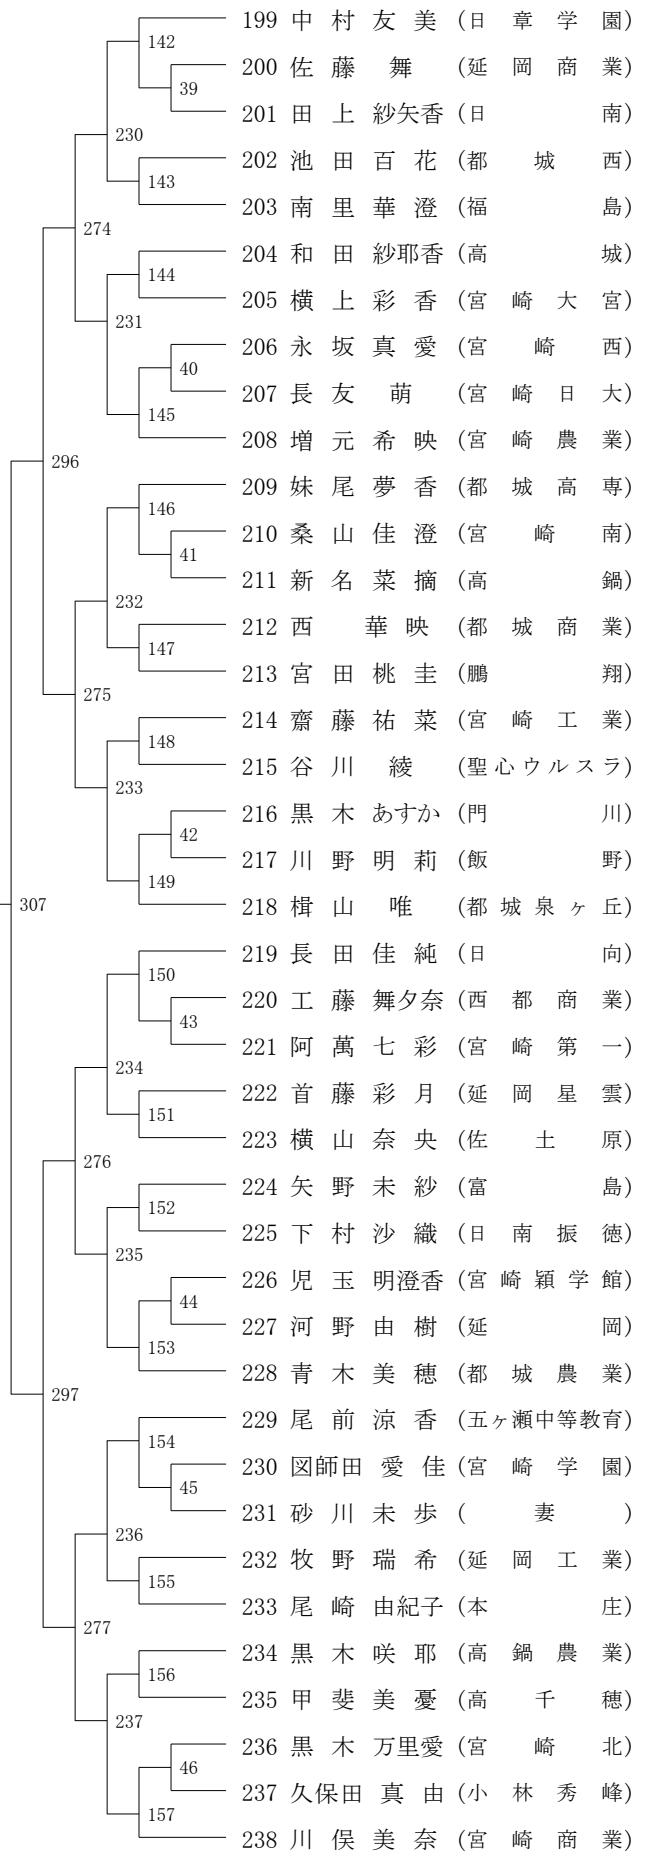 199 中村友美 (日章学園)
142
200 佐藤舞 (延岡商業)
39
201 田上紗矢香 (日南)
230
202 池田百花 (都城西)
143
203 南里華澄 (福島)
274
204 和田紗耶香 (高城)
144
205 横上彩香 (宮崎大宮)
231
206 永坂真愛 (宮崎西)
40
207 長友萌 (宮崎日大)
145
208 増元希映 (宮崎農業)
296
209 妹尾夢香 (都城高専)
146
210 桑山佳澄 (宮崎南)
41
211 新名菜摘 (高鍋)
232
212 西華映 (都城商業)
147
213 宮田桃圭 (鵬翔)
275
214 齋藤祐菜 (宮崎工業)
148
215 谷川綾 (聖心ウルスラ)
233
216 黒木あすか (門川)
42
217 川野明莉 (飯野)
149
218 楫山唯 (都城泉ヶ丘)
307
219 長田佳純 (日向)
150
220 工藤舞夕奈 (西都商業)
43
221 阿萬七彩 (宮崎第一)
234
222 首藤彩月 (延岡星雲)
151
223 横山奈央 (佐土原)
276
224 矢野未紗 (富島)
152
225 下村沙織 (日南振徳)
235
226 児玉明澄香 (宮崎穎学館)
44
227 河野由樹 (延岡)
153
228 青木美穂 (都城農業)
297
229 尾前涼香 (五ヶ瀬中等教育)
154
230 図師田愛佳 (宮崎学園)
45
231 砂川未歩 (妻)
236
232 牧野瑞希 (延岡工業)
155
233 尾崎由紀子 (本庄)
277
234 黒木咲耶 (高鍋農業)
156
235 甲斐美憂 (高千穂)
237
236 黒木万里愛 (宮崎北)
46
237 久保田真由 (小林秀峰)
157
238 川俣美奈 (宮崎商業)